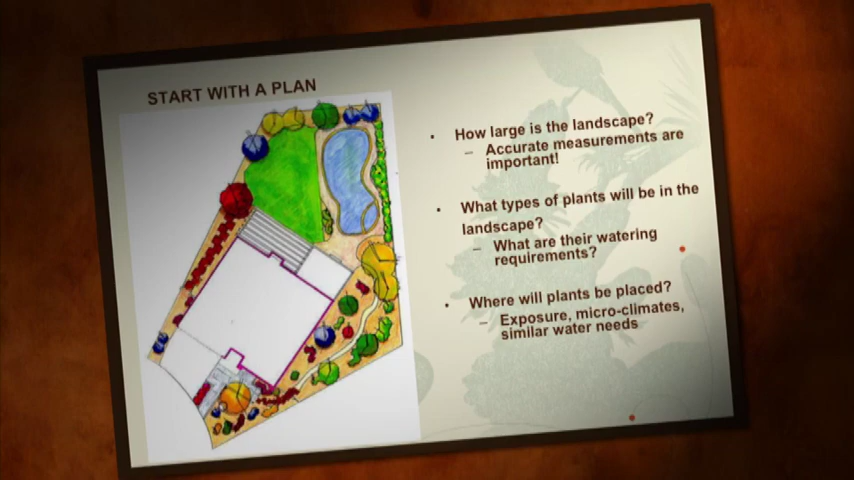 START WITH A PLAN
▪ How large is the landscape?
– Accurate measurements are
important!
▪ What types of plants will be in the
landscape?
– What are their watering
requirements?
▪ Where will plants be placed?
– Exposure, micro-climates,
similar water needs